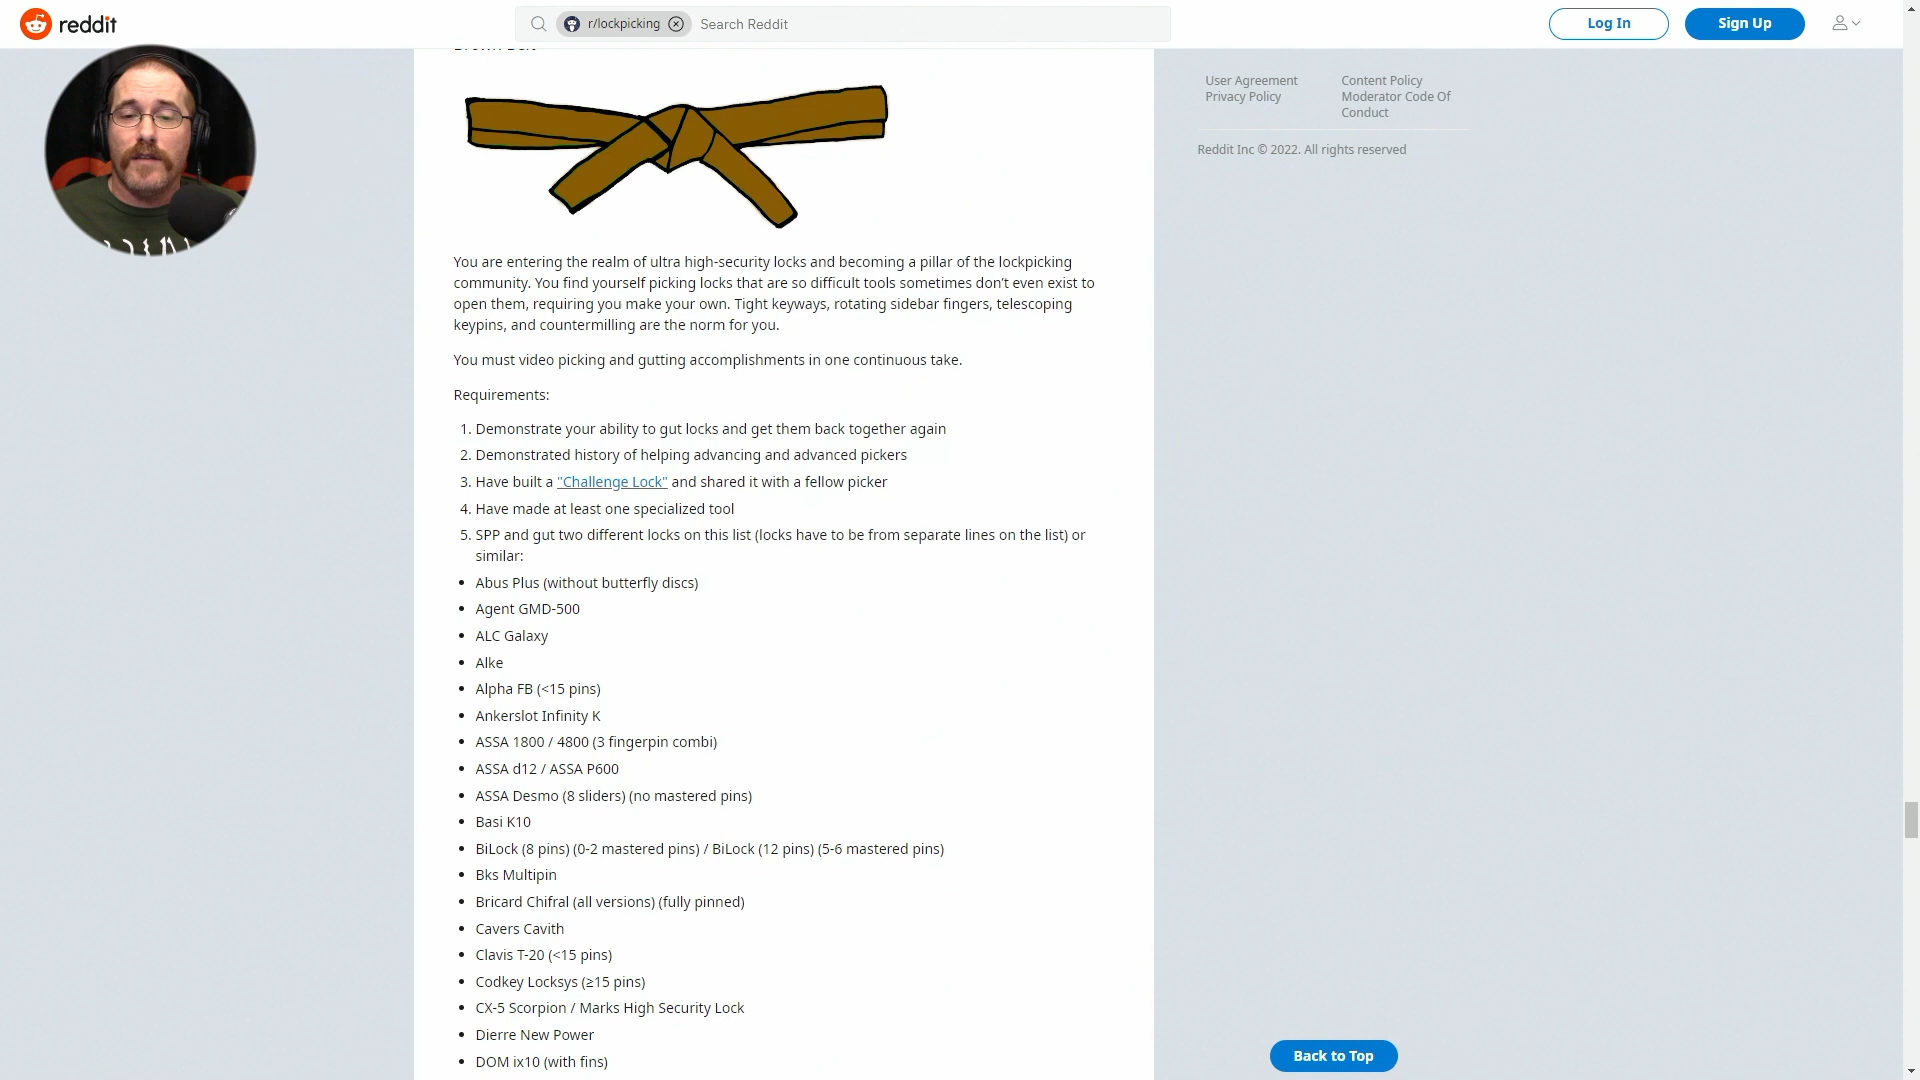 reddit
r/lockpicking
Search Reddit
Log In
Sign Up
User Agreement
Privacy Policy
Content Policy
Moderator Code Of
Conduct
Reddit Inc © 2022. All rights reserved
Brown Belt
You are entering the realm of ultra high-security locks and becoming a pillar of the lockpicking
community. You find yourself picking locks that are so difficult tools sometimes don’t even exist to
open them, requiring you make your own. Tight keyways, rotating sidebar fingers, telescoping
keypins, and countermilling are the norm for you.
You must video picking and gutting accomplishments in one continuous take.
Requirements:
1. Demonstrate your ability to gut locks and get them back together again
2. Demonstrated history of helping advancing and advanced pickers
3. Have built a "Challenge Lock" and shared it with a fellow picker
4. Have made at least one specialized tool
5. SPP and gut two different locks on this list (locks have to be from separate lines on the list) or
similar:
• Abus Plus (without butterfly discs)
• Agent GMD-500
• ALC Galaxy
• Alke
• Alpha FB (<15 pins)
• Ankerslot Infinity K
• ASSA 1800 / 4800 (3 fingerpin combi)
• ASSA d12 / ASSA P600
• ASSA Desmo (8 sliders) (no mastered pins)
• Basi K10
• BiLock (8 pins) (0-2 mastered pins) / BiLock (12 pins) (5-6 mastered pins)
• Bks Multipin
• Bricard Chifral (all versions) (fully pinned)
• Cavers Cavith
• Clavis T-20 (<15 pins)
• Codkey Locksys (≥15 pins)
• CX-5 Scorpion / Marks High Security Lock
• Dierre New Power
• DOM ix10 (with fins)
Back to Top